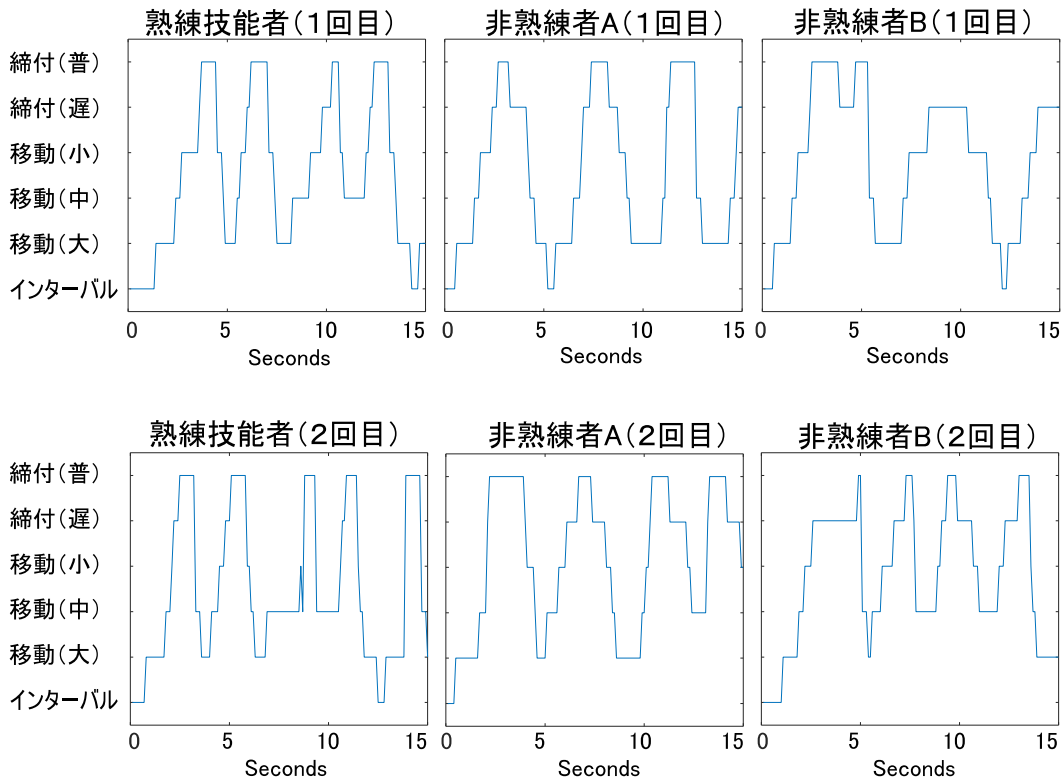 熟練技能者（１回目） 非熟練者A（１回目） 非熟練者B（１回目）
締付（普）
締付（遅）
移動（小）
移動（中）
移動（大）
インターバル
0 5 10 15 0 5 10 15 0 5 10 15
Seconds Seconds Seconds
熟練技能者（２回目） 非熟練者A（２回目） 非熟練者B（２回目）
締付（普）
締付（遅）
移動（小）
移動（中）
移動（大）
インターバル
0 5 10 15 0 5 10 15 0 5 10 15
Seconds Seconds Seconds